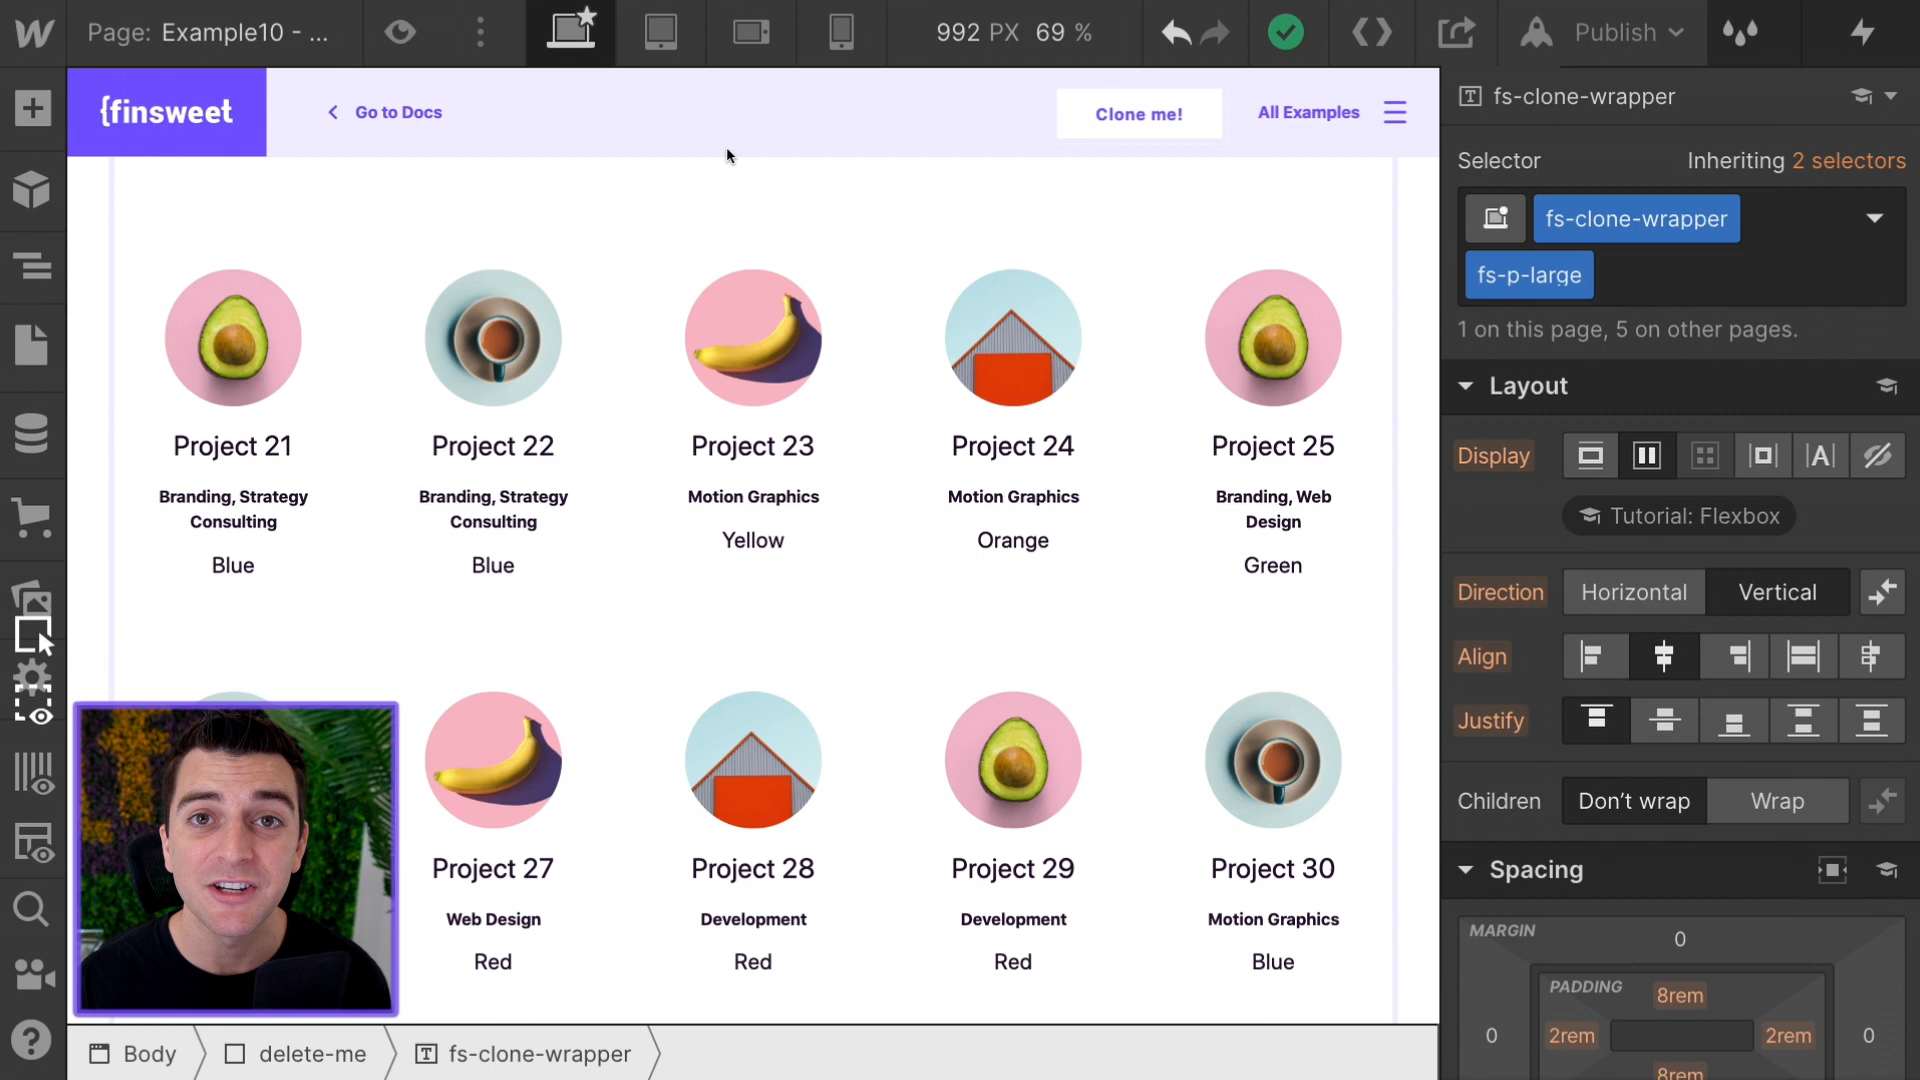 Page: Example10 - ...
992 PX 69 %
Publish
{finsweet
Go to Docs
Clone me!
All Examples
Project 21
Branding, Strategy
Consulting
Blue
Project 22
Branding, Strategy
Consulting
Blue
Project 23
Motion Graphics
Yellow
Project 24
Motion Graphics
Orange
Project 25
Branding, Web
Design
Green
Project 27
Web Design
Red
Project 28
Development
Red
Project 29
Development
Red
Project 30
Motion Graphics
Blue
Body
delete-me
fs-clone-wrapper
fs-clone-wrapper
Selector
Inheriting 2 selectors
fs-clone-wrapper
fs-p-large
1 on this page, 5 on other pages.
Layout
Display
Tutorial: Flexbox
Direction
Horizontal
Vertical
Align
Justify
Children
Don't wrap
Wrap
Spacing
MARGIN
0
PADDING
8rem
0
2rem
2rem
0
8rem